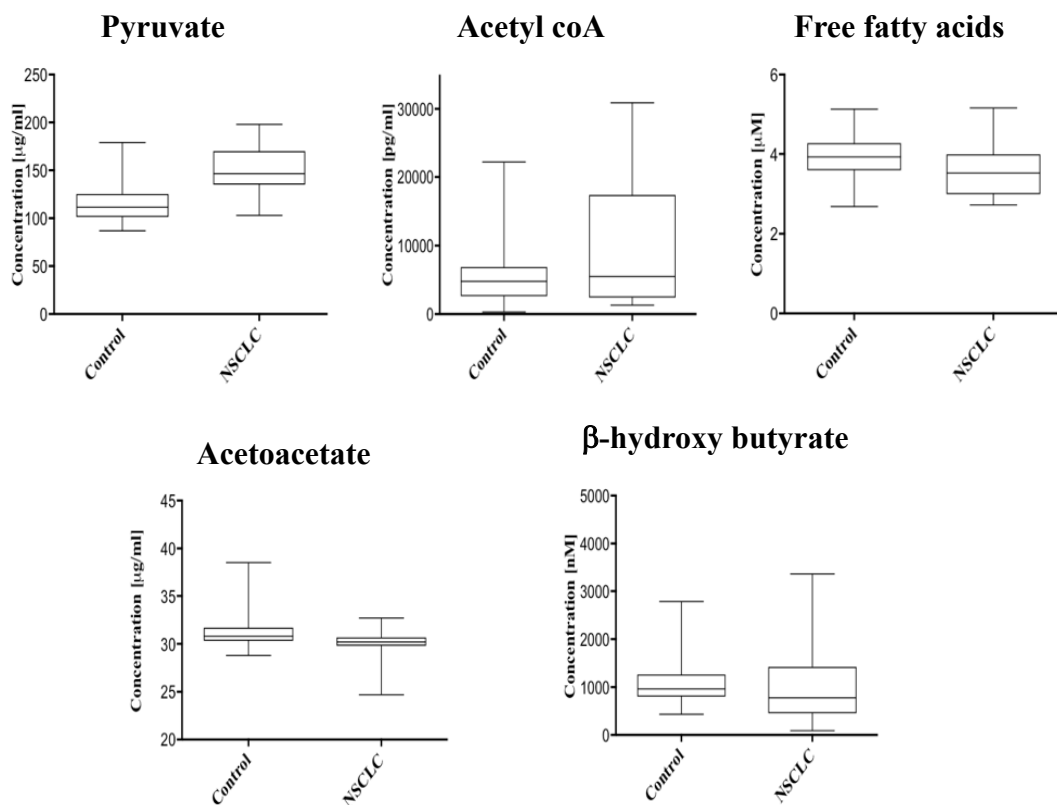 Pyruvate
Concentration [µg/ml]
250
200
150
100
50
0
Control
NSCLC
Acetyl coA
Concentration [pg/ml]
30000
20000
10000
0
Control
NSCLC
Free fatty acids
Concentration [µM]
6
4
2
0
Control
NSCLC
Acetoacetate
Concentration [µg/ml]
45
40
35
30
25
20
Control
NSCLC
β-hydroxy butyrate
Concentration [nM]
5000
4000
3000
2000
1000
0
Control
NSCLC